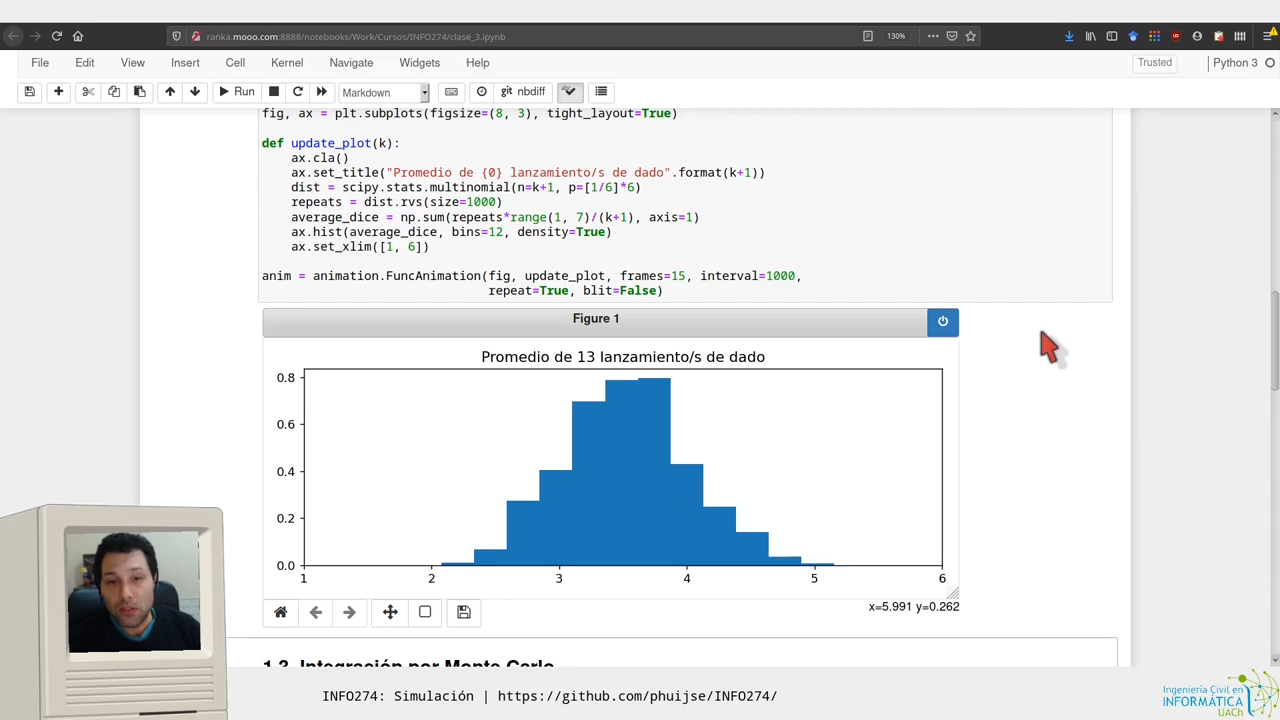 ranka.mooo.com:8888/notebooks/Work/Cursos/INFO274/clase_3.ipynb
130%
File Edit View Insert Cell Kernel Navigate Widgets Help
Trusted
Python 3
Run
Markdown
git nbdiff
fig, ax = plt.subplots(figsize=(8, 3), tight_layout=True)
def update_plot(k):
ax.cla()
ax.set_title("Promedio de {0} lanzamiento/s de dado".format(k+1))
dist = scipy.stats.multinomial(n=k+1, p=[1/6]*6)
repeats = dist.rvs(size=1000)
average_dice = np.sum(repeats*range(1, 7)/(k+1), axis=1)
ax.hist(average_dice, bins=12, density=True)
ax.set_xlim([1, 6])
anim = animation.FuncAnimation(fig, update_plot, frames=15, interval=1000,
repeat=True, blit=False)
Figure 1
Promedio de 13 lanzamiento/s de dado
0.8
0.6
0.4
0.2
0.0
1 2 3 4 5 6
x=5.991 y=0.262
1.2. Integración por Monte Carlo
INFO274: Simulación | https://github.com/phuijse/INFO274/
Ingeniería Civil en
INFORMÁTICA
UACh